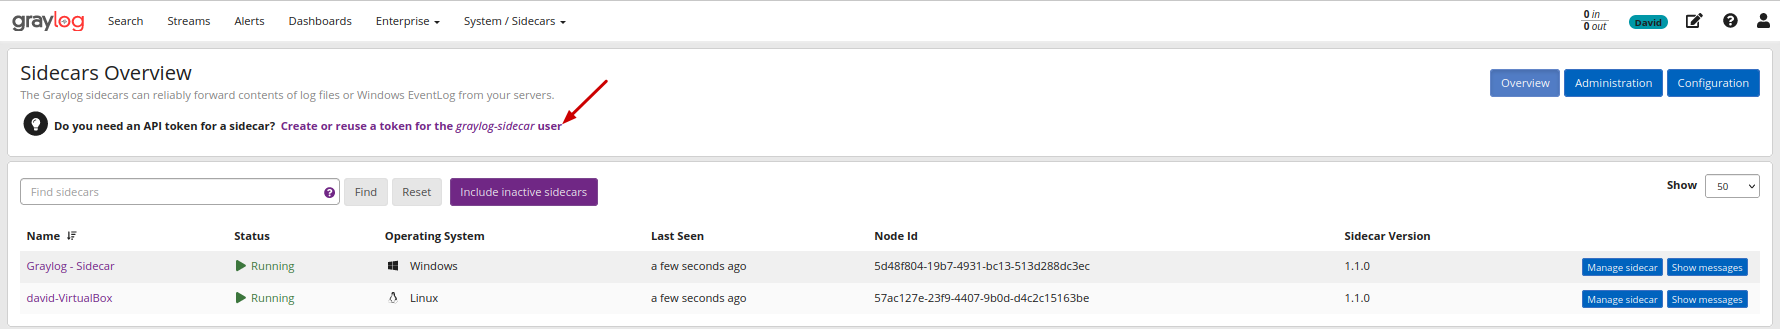 graylog Search Streams Alerts Dashboards Enterprise System / Sidecars 0 in 0 out David
Sidecars Overview
Overview Administration Configuration
The Graylog sidecars can reliably forward contents of log files or Windows EventLog from your servers.
Do you need an API token for a sidecar? Create or reuse a token for the graylog-sidecar user
Find sidecars ? Find Reset Include inactive sidecars Show 50
Name Status Operating System Last Seen Node Id Sidecar Version
Graylog - Sidecar Running Windows a few seconds ago 5d48f804-19b7-4931-bc13-513d288dc3ec 1.1.0 Manage sidecar Show messages
david-VirtualBox Running Linux a few seconds ago 57ac127e-23f9-4407-9b0d-d4c2c15163be 1.1.0 Manage sidecar Show messages